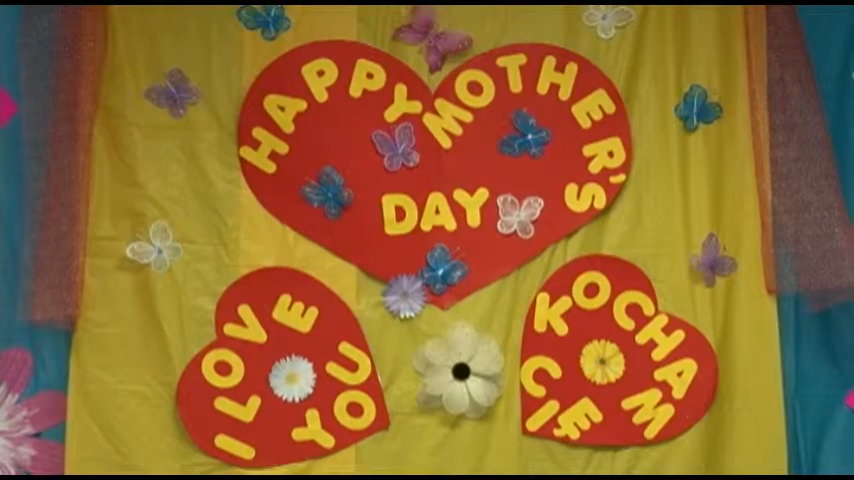 HAPPY MOTHER'S
DAY
I LOVE
YOU
KOCHAM
CIĘ